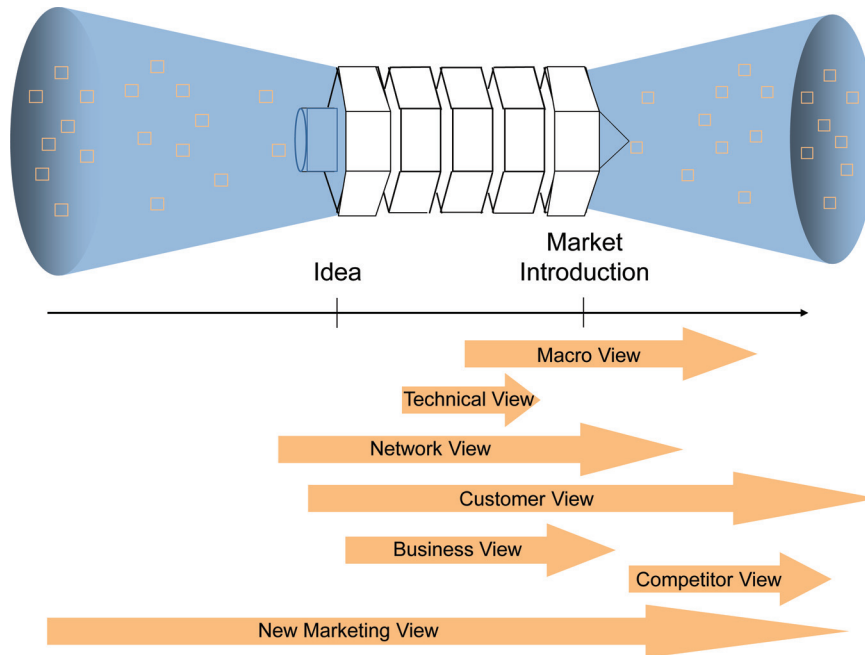 Idea
Market
Introduction
Macro View
Technical View
Network View
Customer View
Business View
Competitor View
New Marketing View